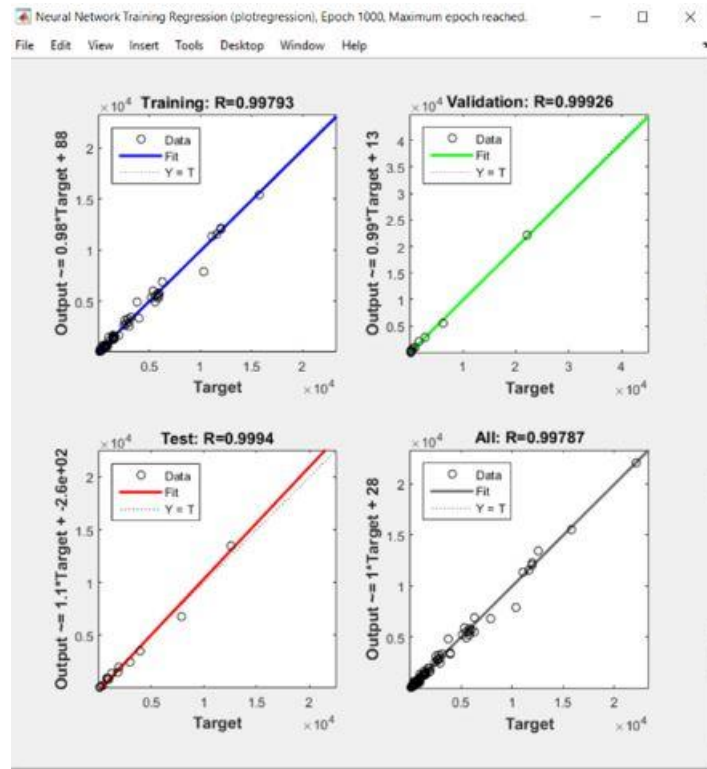 Neural Network Training Regression (plotregression), Epoch 1000, Maximum epoch reached.
File Edit View Insert Tools Desktop Window Help
×10⁴ Training: R=0.99793
Output ~= 0.98*Target + 88
2
1.5
1
0.5
Data
Fit
Y = T
0.5 1 1.5 2
Target ×10⁴
×10⁴ Validation: R=0.99926
Output ~= 0.99*Target + 13
4.5
4
3.5
3
2.5
2
1.5
1
0.5
Data
Fit
Y = T
1 2 3 4
Target ×10⁴
×10⁴ Test: R=0.9994
Output ~= 1.1*Target + -2.6e+02
2
1.5
1
0.5
Data
Fit
Y = T
0.5 1 1.5 2
Target ×10⁴
×10⁴ All: R=0.99787
Output ~= 1*Target + 28
2
1.5
1
0.5
Data
Fit
Y = T
0.5 1 1.5 2
Target ×10⁴